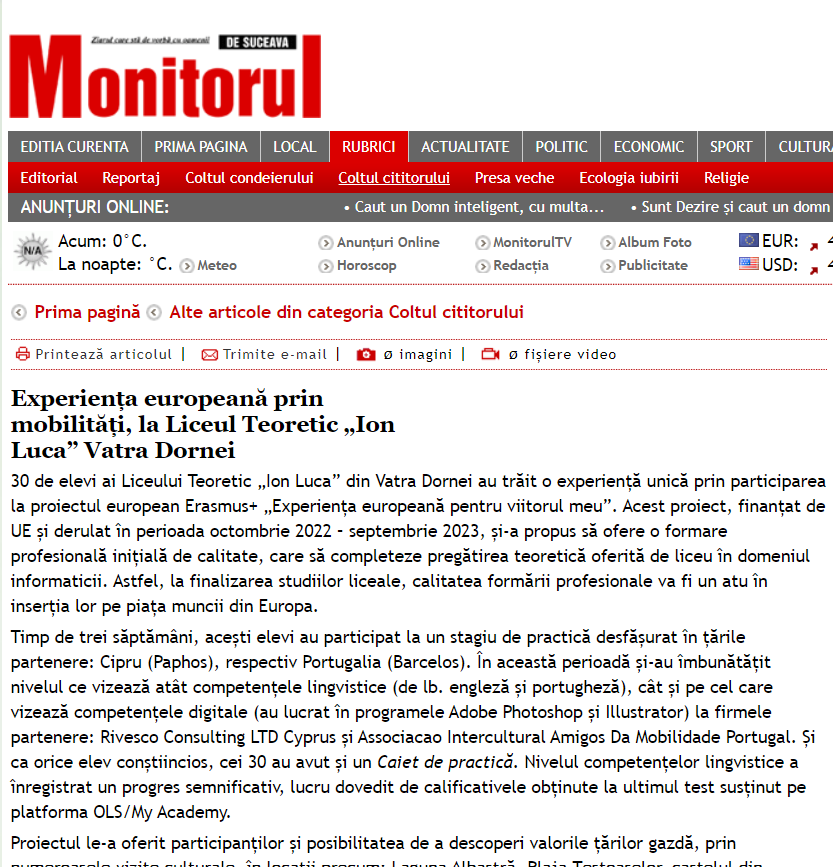 Ziarul care stă de vorbă cu oamenii DE SUCEAVA
Monitorul
EDITIA CURENTA PRIMA PAGINA LOCAL RUBRICI ACTUALITATE POLITIC ECONOMIC SPORT CULTURA
Editorial Reportaj Coltul condeierului Coltul cititorului Presa veche Ecologia iubirii Religie
ANUNȚURI ONLINE: • Caut un Domn inteligent, cu multa... • Sunt Dezire și caut un domn
N/A Acum: 0°C. Anunțuri Online MonitorulTV Album Foto EUR: 4
La noapte: °C. Meteo Horoscop Redacția Publicitate USD: 4
Prima pagină Alte articole din categoria Coltul cititorului
Printează articolul | Trimite e-mail | ø imagini | ø fișiere video
Experiența europeană prin
mobilități, la Liceul Teoretic „Ion
Luca” Vatra Dornei
30 de elevi ai Liceului Teoretic „Ion Luca” din Vatra Dornei au trăit o experiență unică prin participarea
la proiectul european Erasmus+ „Experiența europeană pentru viitorul meu”. Acest proiect, finanțat de
UE și derulat în perioada octombrie 2022 – septembrie 2023, și-a propus să ofere o formare
profesională inițială de calitate, care să completeze pregătirea teoretică oferită de liceu în domeniul
informaticii. Astfel, la finalizarea studiilor liceale, calitatea formării profesionale va fi un atu în
inserția lor pe piața muncii din Europa.
Timp de trei săptămâni, acești elevi au participat la un stagiu de practică desfășurat în țările
partenere: Cipru (Paphos), respectiv Portugalia (Barcelos). În această perioadă și-au îmbunătățit
nivelul ce vizează atât competențele lingvistice (de lb. engleză și portugheză), cât și pe cel care
vizează competențele digitale (au lucrat în programele Adobe Photoshop și Illustrator) la firmele
partenere: Rivesco Consulting LTD Cyprus și Associacao Intercultural Amigos Da Mobilidade Portugal. Și
ca orice elev conștiincios, cei 30 au avut și un Caiet de practică. Nivelul competențelor lingvistice a
înregistrat un progres semnificativ, lucru dovedit de calificativele obținute la ultimul test susținut pe
platforma OLS/My Academy.
Proiectul le-a oferit participanților și posibilitatea de a descoperi valorile țărilor gazdă, prin
numeroasele vizite culturale, în locații precum: Laguna Albastră, Plaja Țestoaselor, castelul din